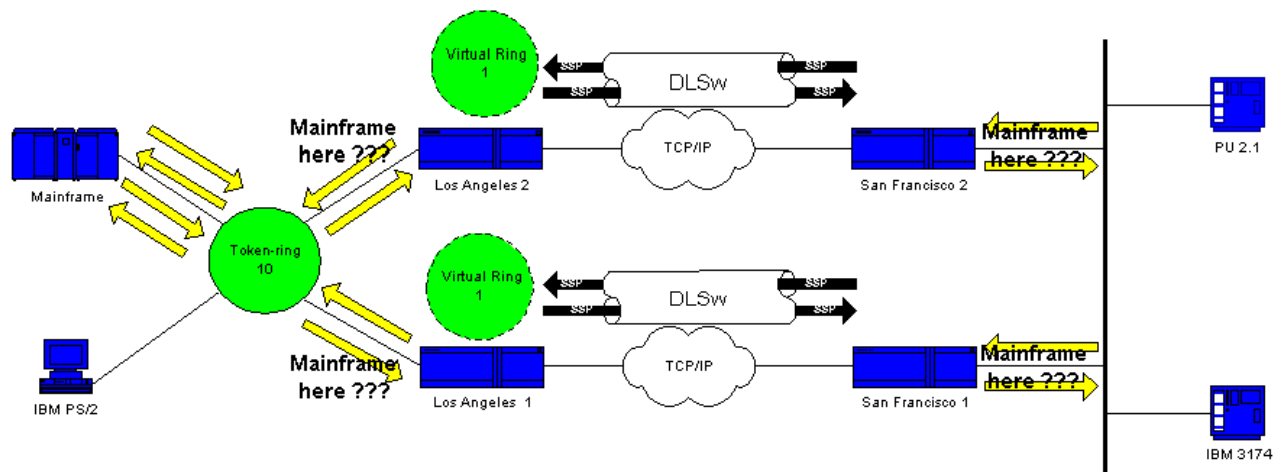 Virtual Ring
1
SSP
SSP
DLSw
SSP
SSP
Mainframe
here ???
TCP/IP
Mainframe
here ???
PU 2.1
Mainframe
Los Angeles 2
San Francisco 2
Token-ring
10
Virtual Ring
1
SSP
SSP
DLSw
SSP
SSP
Mainframe
here ???
TCP/IP
Mainframe
here ???
IBM PS/2
Los Angeles 1
San Francisco 1
IBM 3174